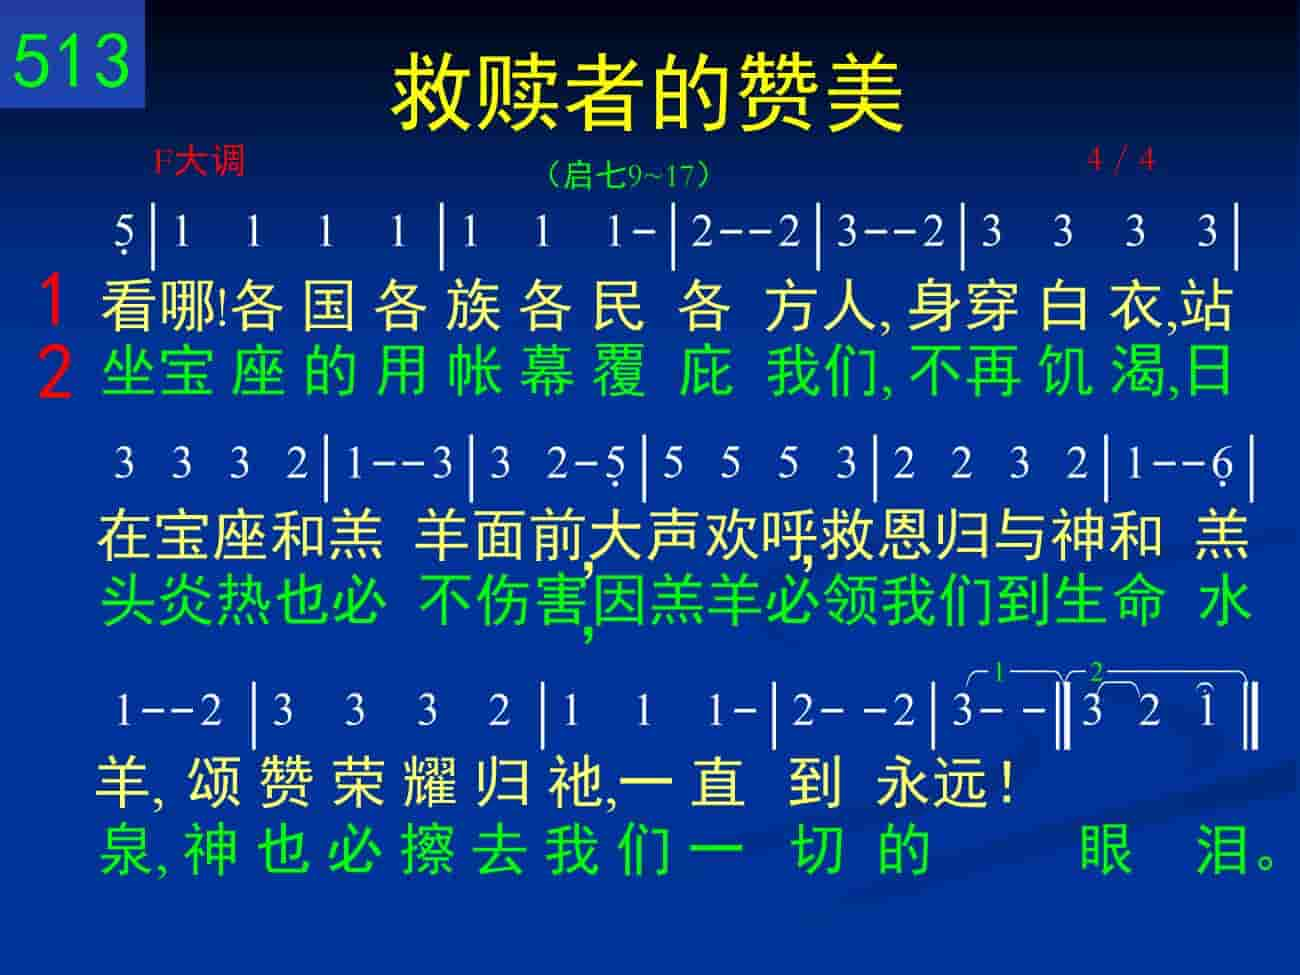 513
救赎者的赞美
F大调 （启七9~17） 4／4
5̣│1 1 1 1│1 1 1-│2--2│3--2│3 3 3 3│
1 看哪!各国各族各民各方人,身穿白衣,站
2 坐宝座的用帐幕覆庇我们,不再饥渴,日
3 3 3 2│1--3│3 2-5̣│5 5 5 3│2 2 3 2│1--6̣│
在宝座和羔羊面前,大声欢呼,救恩归与神和羔
头炎热也必不伤害,因羔羊必领我们到生命水
1 2
1--2│3 3 3 2│1 1 1-│2--2│3--‖3 2 1‖
羊,颂赞荣耀归祂,一直到永远!
泉,神也必擦去我们一切的眼泪。